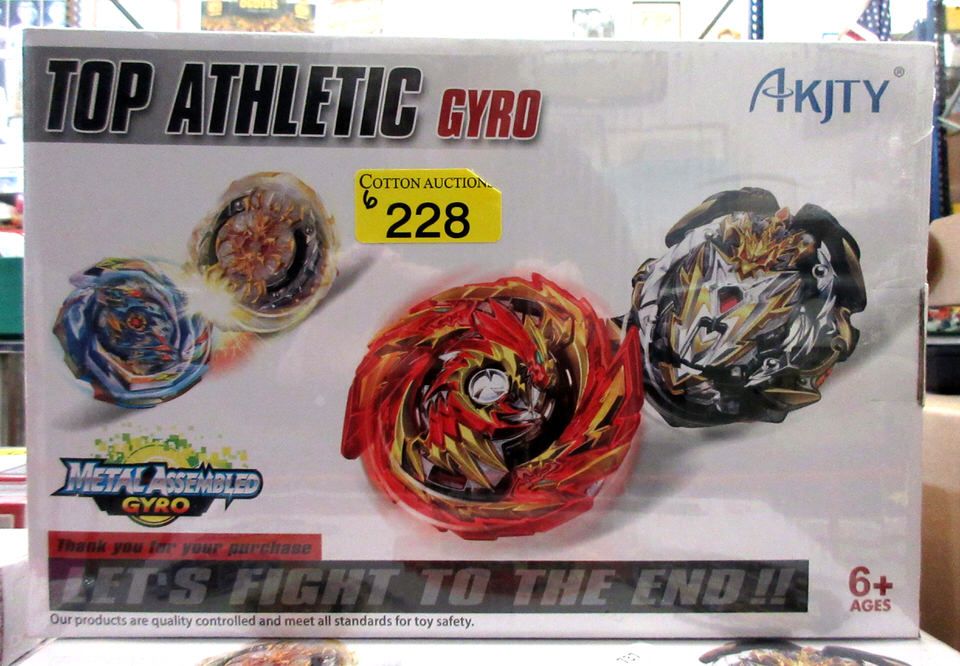 TOP ATHLETIC GYRO
AKJTY®
COTTON AUCTIONS
6
228
METAL ASSEMBLED
GYRO
Thank you for your purchase
LET'S FIGHT TO THE END!!
6+
AGES
Our products are quality controlled and meet all standards for toy safety.